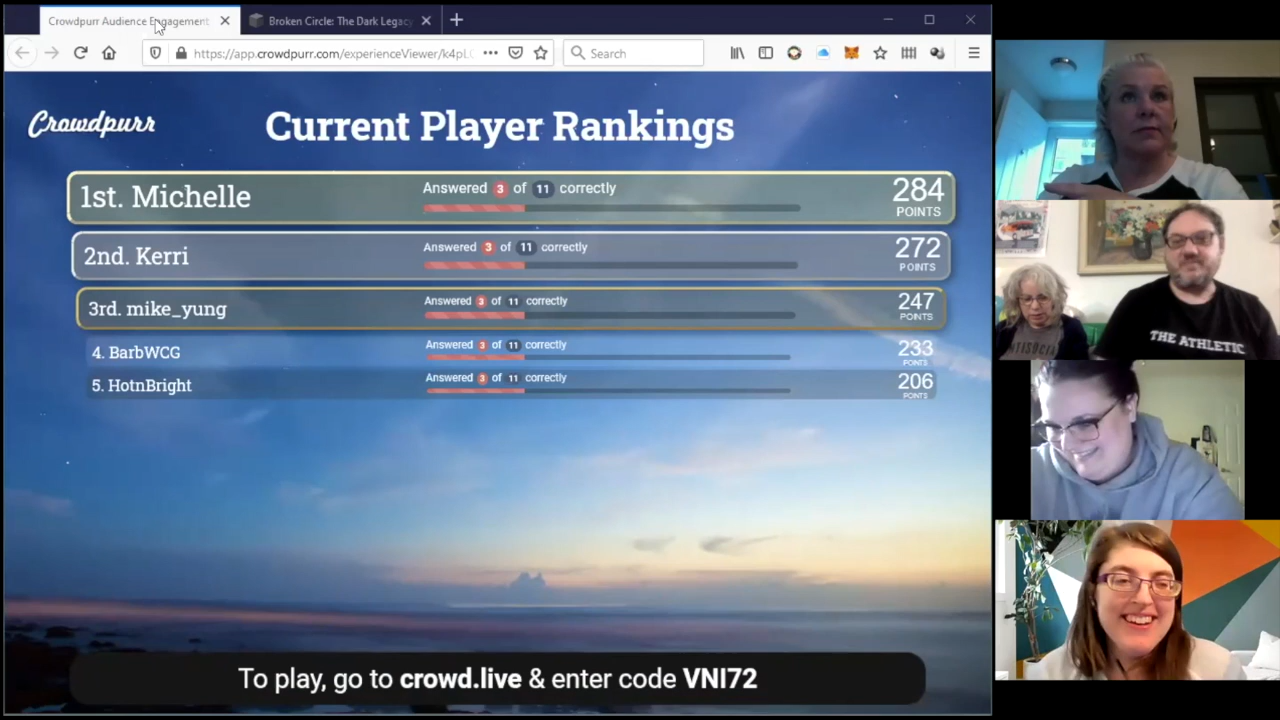 Crowdpurr Audience Engagement
Broken Circle: The Dark Legacy
https://app.crowdpurr.com/experienceViewer/k4pL
Search
Crowdpurr
Current Player Rankings
1st. Michelle
Answered 3 of 11 correctly
284
POINTS
2nd. Kerri
Answered 3 of 11 correctly
272
POINTS
3rd. mike_yung
Answered 3 of 11 correctly
247
POINTS
4. BarbWCG
Answered 3 of 11 correctly
233
POINTS
5. HotnBright
Answered 3 of 11 correctly
206
POINTS
To play, go to crowd.live & enter code VNI72
THE ATHLETIC